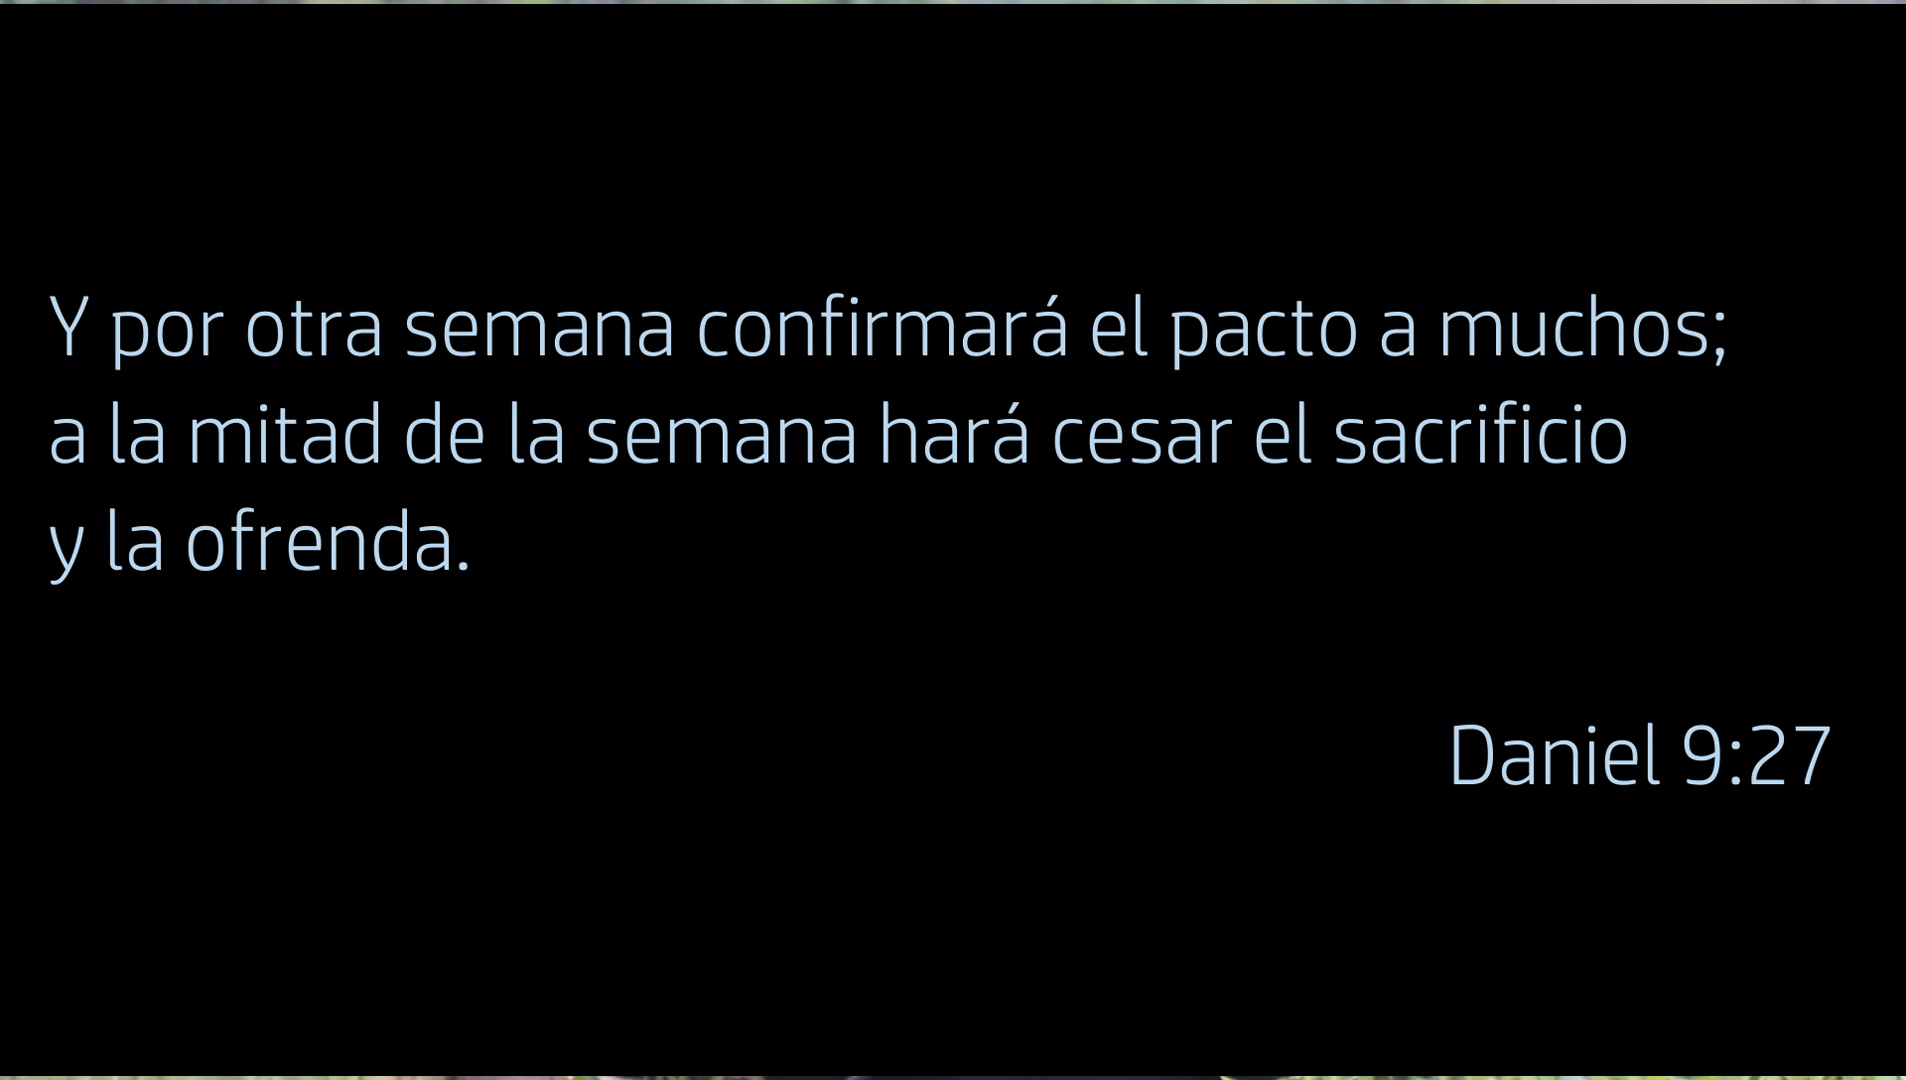 Y por otra semana confirmará el pacto a muchos;
a la mitad de la semana hará cesar el sacrificio
y la ofrenda.
Daniel 9:27